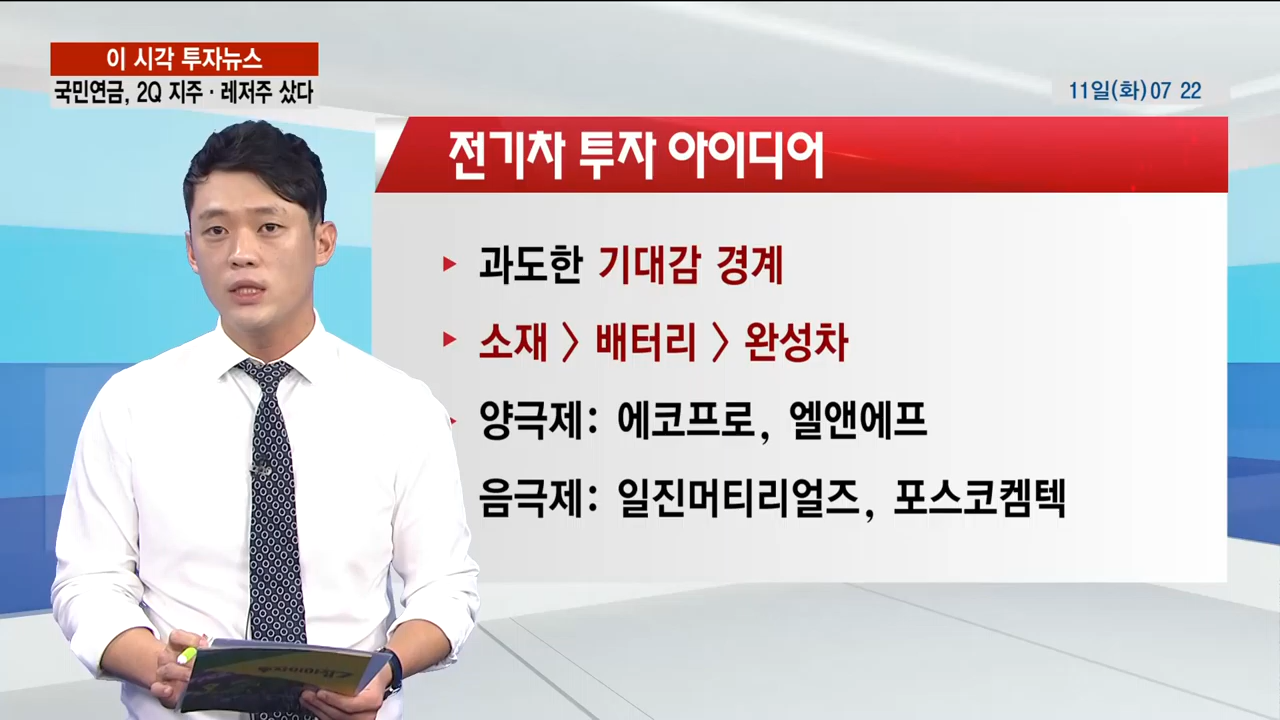 이 시각 투자뉴스
국민연금, 2Q 지주·레저주 샀다
11일(화) 07 22
전기차 투자 아이디어
과도한 기대감 경계
소재 > 배터리 > 완성차
양극제: 에코프로, 엘앤에프
음극제: 일진머티리얼즈, 포스코켐텍